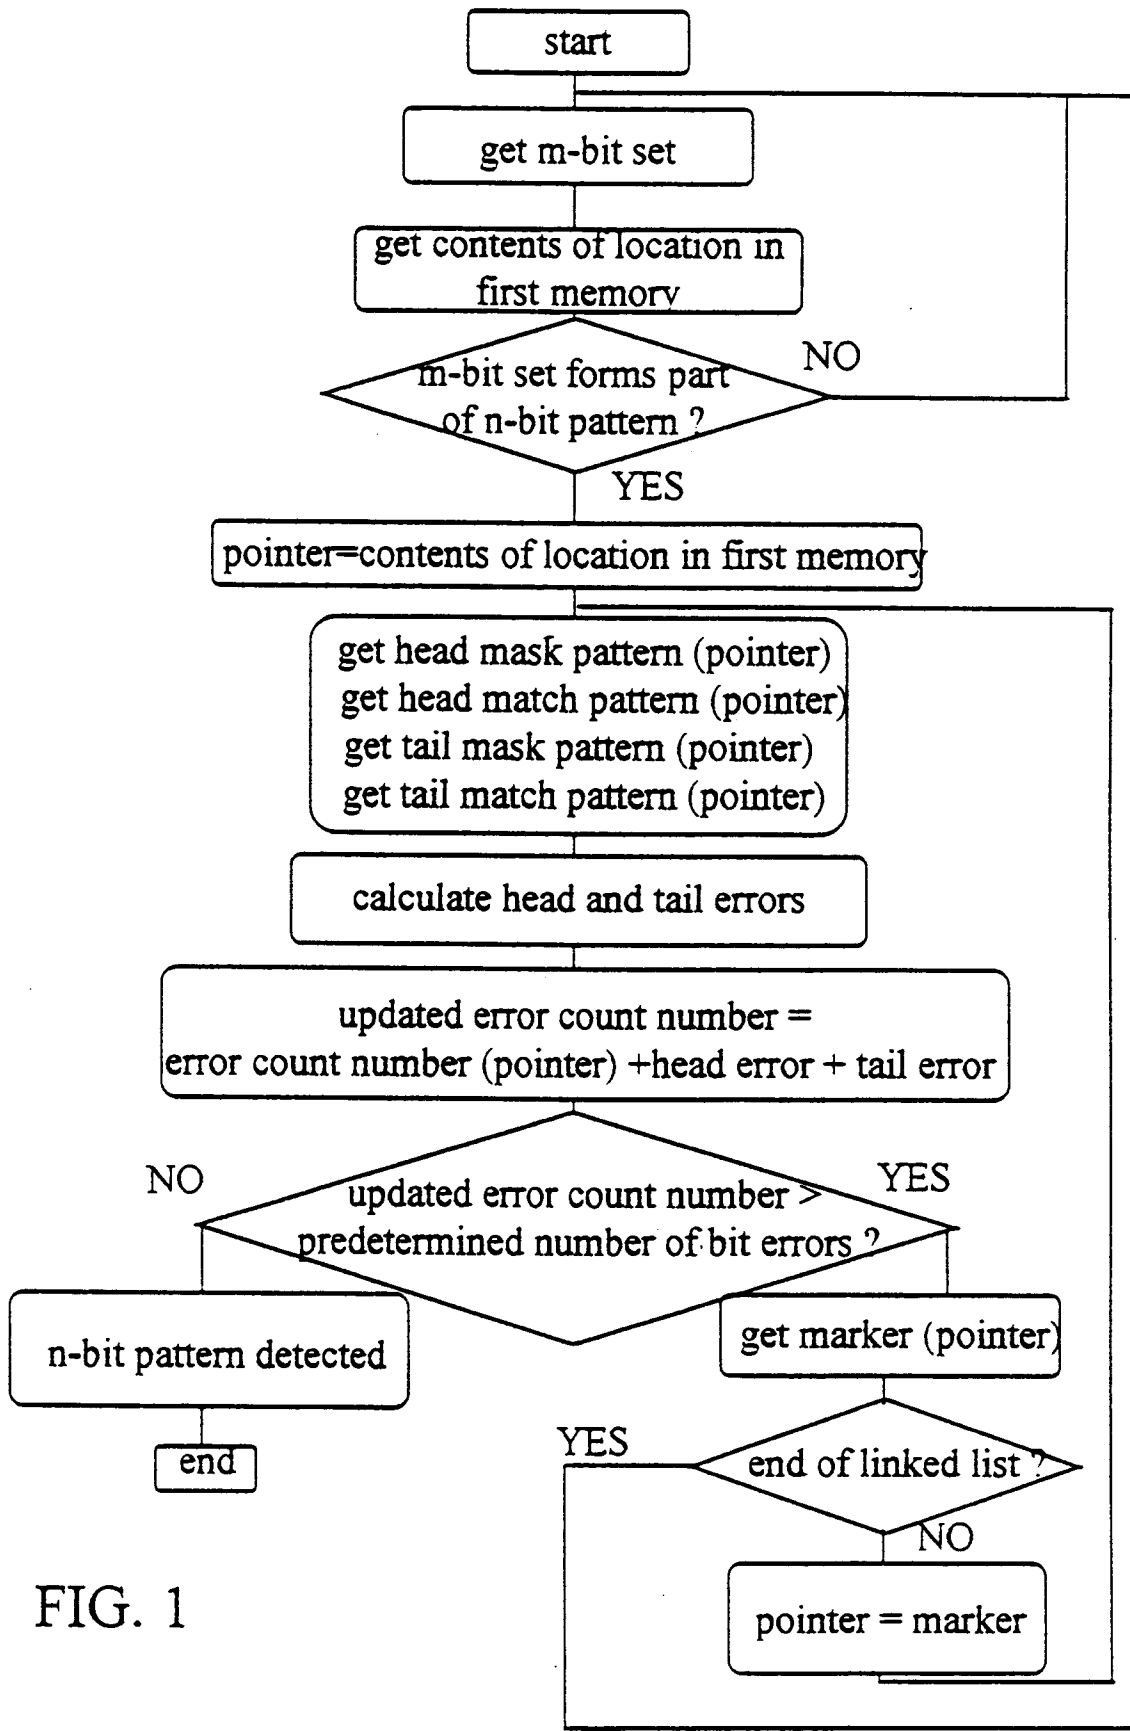 start
get m-bit set
get contents of location in
first memory
m-bit set forms part
of n-bit pattern ?
NO
YES
pointer=contents of location in first memory
get head mask pattern (pointer)
get head match pattern (pointer)
get tail mask pattern (pointer)
get tail match pattern (pointer)
calculate head and tail errors
updated error count number =
error count number (pointer) +head error + tail error
NO
YES
updated error count number >
predetermined number of bit errors ?
n-bit pattern detected
get marker (pointer)
end
YES
end of linked list ?
NO
pointer = marker
FIG. 1